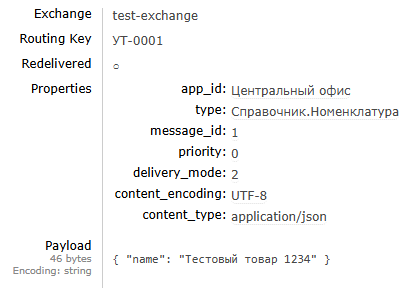 Exchange test-exchange
Routing Key УТ-0001
Redelivered ○
Properties app_id: Центральный офис
type: Справочник.Номенклатура
message_id: 1
priority: 0
delivery_mode: 2
content_encoding: UTF-8
content_type: application/json
Payload
46 bytes { "name": "Тестовый товар 1234" }
Encoding: string